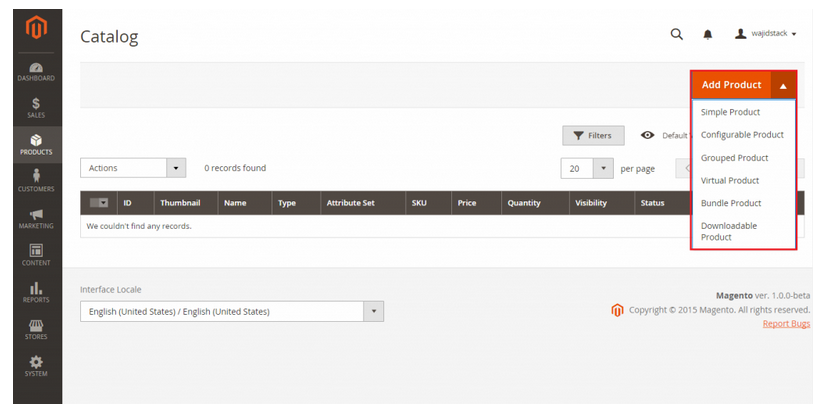 Catalog
wajidstack
DASHBOARD
SALES
PRODUCTS
CUSTOMERS
MARKETING
CONTENT
REPORTS
STORES
SYSTEM
Add Product
Simple Product
Configurable Product
Grouped Product
Virtual Product
Bundle Product
Downloadable
Product
Filters
Default
Actions
0 records found
20
per page
ID Thumbnail Name Type Attribute Set SKU Price Quantity Visibility Status
We couldn't find any records.
Interface Locale
English (United States) / English (United States)
Magento ver. 1.0.0-beta
Copyright © 2015 Magento. All rights reserved.
Report Bugs